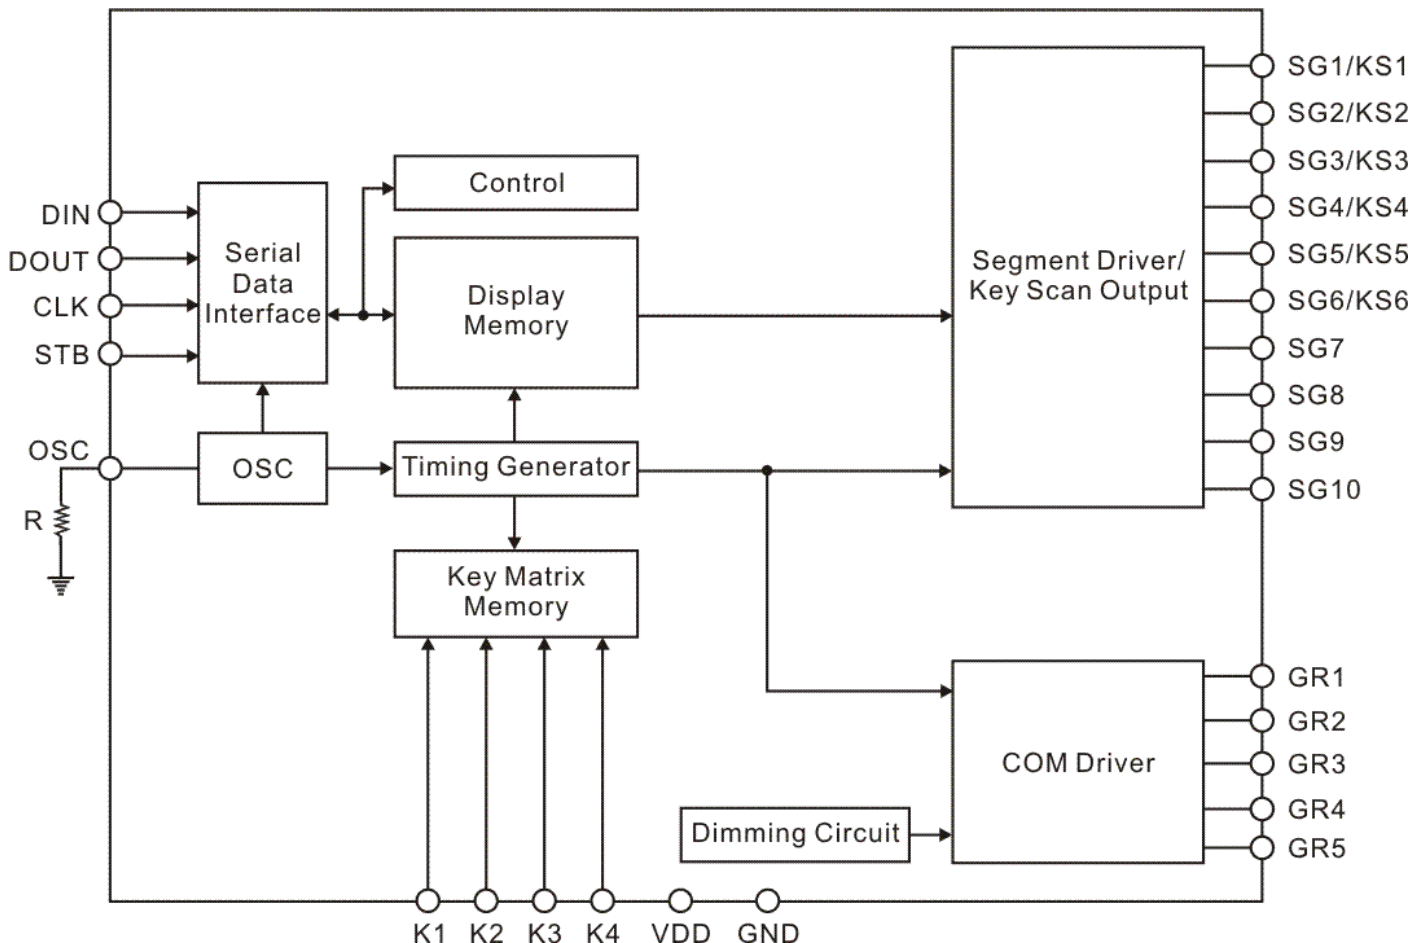 SG1/KS1
SG2/KS2
SG3/KS3
SG4/KS4
SG5/KS5
SG6/KS6
SG7
SG8
SG9
SG10
Control
DIN
DOUT
CLK
STB
Serial
Data
Interface
Display
Memory
Segment Driver/
Key Scan Output
OSC
OSC
Timing Generator
R
Key Matrix
Memory
GR1
GR2
GR3
GR4
GR5
COM Driver
Dimming Circuit
K1
K2
K3
K4
VDD
GND